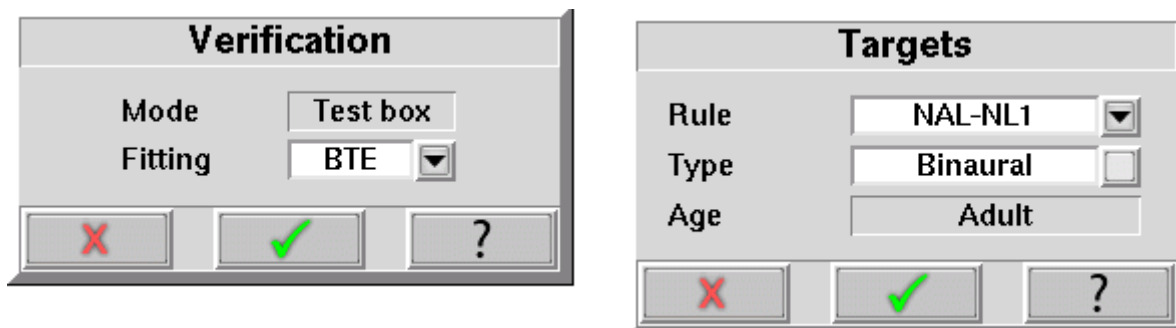 Verification
Mode Test box
Fitting BTE
?
Targets
Rule NAL-NL1
Type Binaural
Age Adult
?